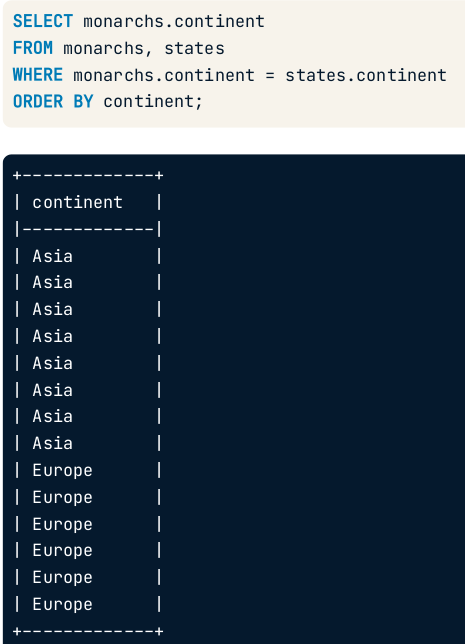 SELECT monarchs.continent
FROM monarchs, states
WHERE monarchs.continent = states.continent
ORDER BY continent;
+-------------+
| continent   |
|-------------|
| Asia        |
| Asia        |
| Asia        |
| Asia        |
| Asia        |
| Asia        |
| Asia        |
| Asia        |
| Europe      |
| Europe      |
| Europe      |
| Europe      |
| Europe      |
| Europe      |
+-------------+